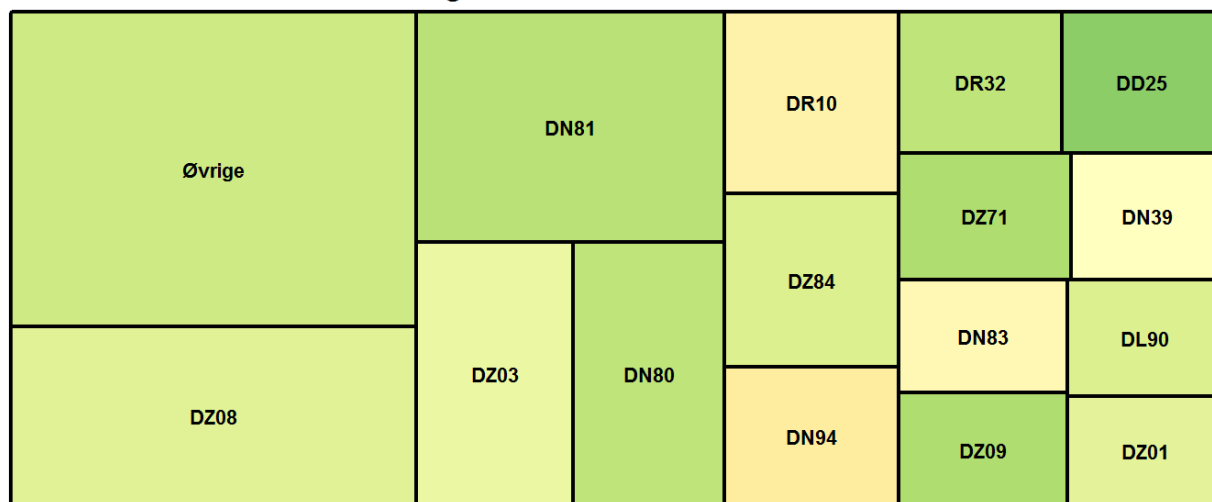 Øvrige
DN81
DR10
DR32
DD25
DZ71
DN39
DZ84
DN83
DL90
DZ03
DN80
DZ08
DN94
DZ09
DZ01